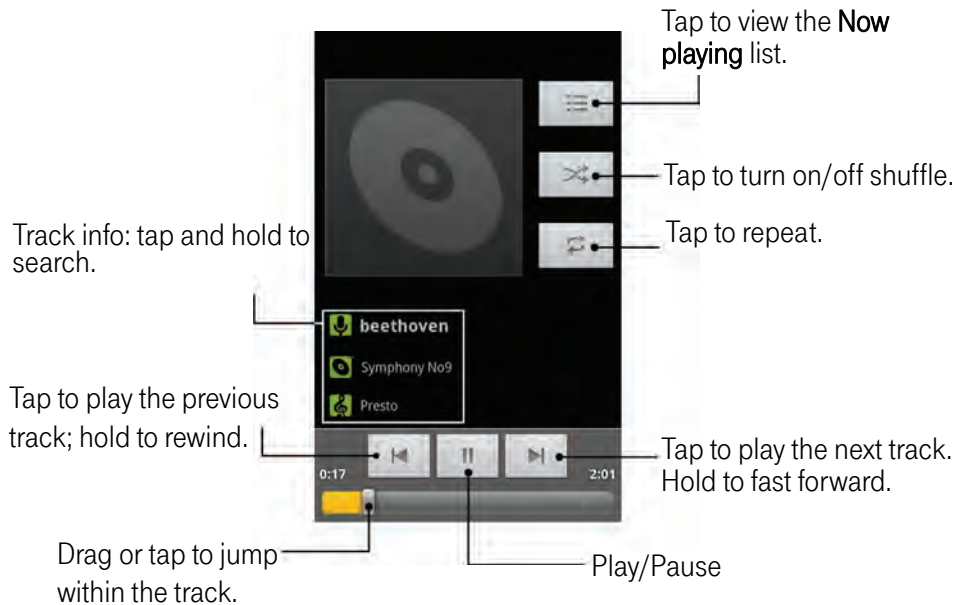 Tap to view the Now
playing list.
Tap to turn on/off shuffle.
Tap to repeat.
Track info: tap and hold to
search.
beethoven
Symphony No9
Presto
Tap to play the previous
track; hold to rewind.
0:17
2:01
Tap to play the next track.
Hold to fast forward.
Drag or tap to jump
within the track.
Play/Pause